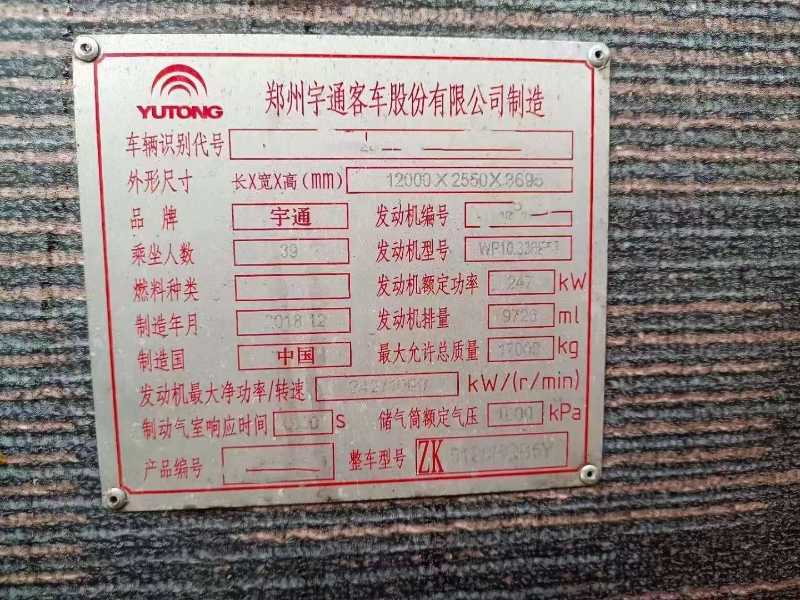 YUTONG 郑州宇通客车股份有限公司制造
车辆识别代号
外形尺寸 长X宽X高(mm) 12000X2550X3695
品牌 宇通 发动机编号
乘坐人数 39 发动机型号
燃料种类 发动机额定功率 247 kW
制造年月 2018.12 发动机排量 9726 ml
制造国 中国 最大允许总质量 kg
发动机最大净功率/转速 kW/(r/min)
制动气室响应时间 S 储气筒额定气压 kPa
产品编号 整车型号 ZK